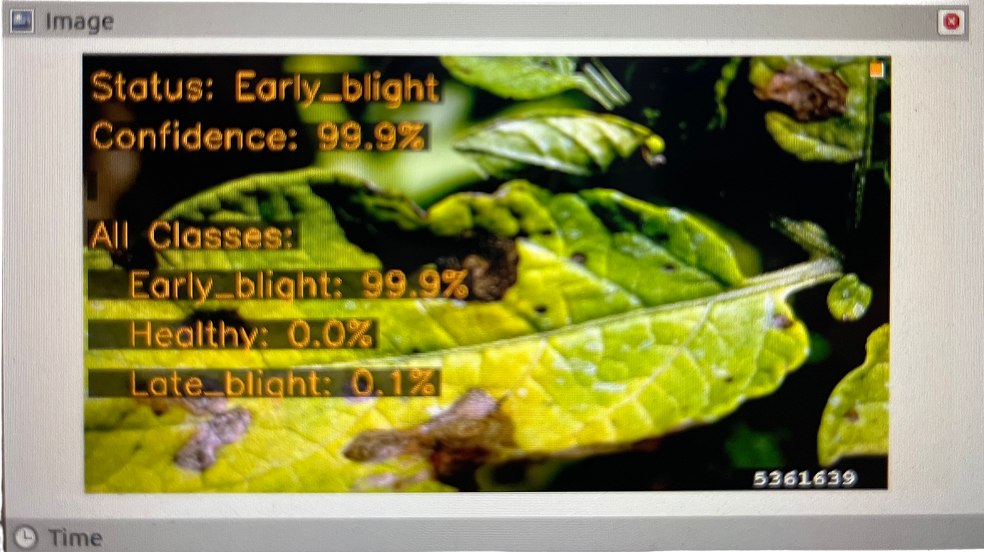 Image
Status: Early_blight
Confidence: 99.9%
All Classes:
Early_blight: 99.9%
Healthy: 0.0%
Late_blight: 0.1%
5361639
Time